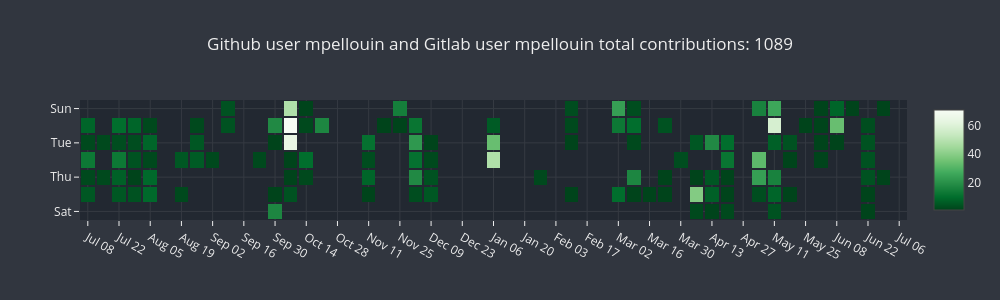 Github user mpellouin and Gitlab user mpellouin total contributions: 1089
Sun
Tue
Thu
Sat
60
40
20
Jul 08
Jul 22
Aug 05
Aug 19
Sep 02
Sep 16
Sep 30
Oct 14
Oct 28
Nov 11
Nov 25
Dec 09
Dec 23
Jan 06
Jan 20
Feb 03
Feb 17
Mar 02
Mar 16
Mar 30
Apr 13
Apr 27
May 11
May 25
Jun 08
Jun 22
Jul 06